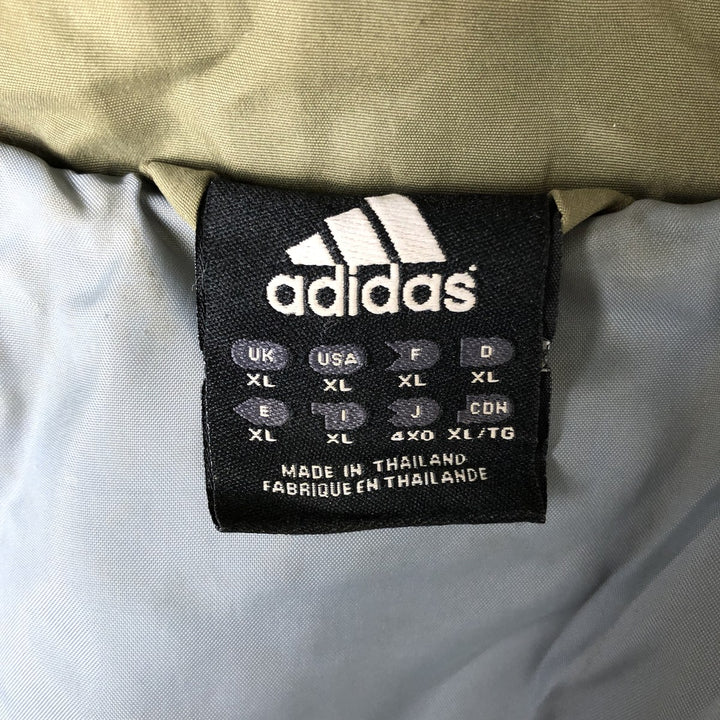 adidas
UK USA F D
XL XL XL XL
E I J CDN
XL XL 4XO XL/TG
MADE IN THAILAND
FABRIQUE EN THAILANDE